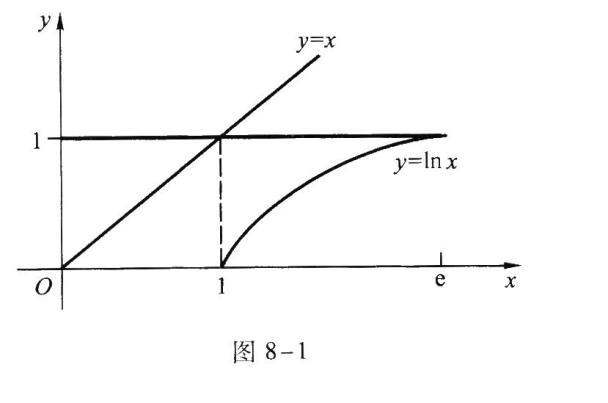 y
y=x
1
y=ln x
O
1
e
x
图 8-1